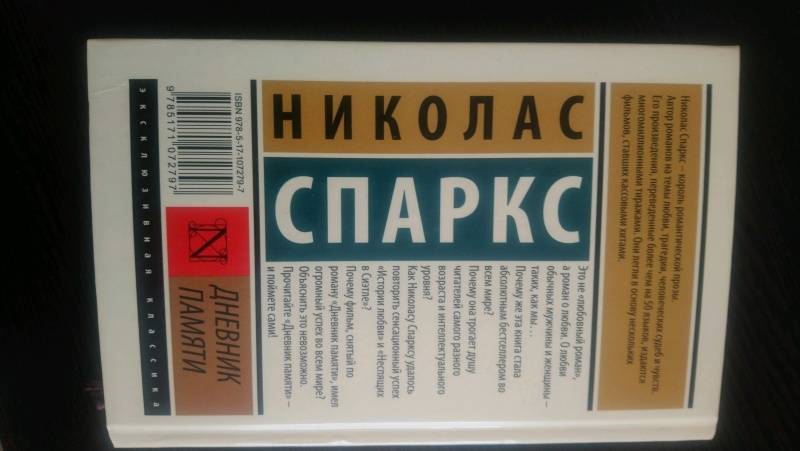 Николас Спаркс – король романтической прозы.
Автор романов на темы любви, трагедии, человеческих судеб и чувств.
Его произведения, переведенные более чем на 50 языков, издаются
многомиллионными тиражами. Они легли в основу нескольких
фильмов, ставших кассовыми хитами.
НИКОЛАС
СПАРКС
Это не «любовный роман»,
а роман о любви. О любви
обычных мужчины и женщины –
таких, как мы...
Почему же эта книга стала
абсолютным бестселлером во
всем мире?
Почему она трогает душу
читателей самого разного
возраста и интеллектуального
уровня?
Как Николасу Спарксу удалось
повторить сенсационный успех
«Истории любви» и «Неспящих
в Сиэтле»?
Почему фильм, снятый по
роману «Дневник памяти», имел
огромный успех во всем мире?
Объяснить это невозможно.
Прочитайте «Дневник памяти» –
и поймете сами!
ISBN 978-5-17-107279-7
9 785171 072797
N
ДНЕВНИК
ПАМЯТИ
ЭКСКЛЮЗИВНАЯ КЛАССИКА